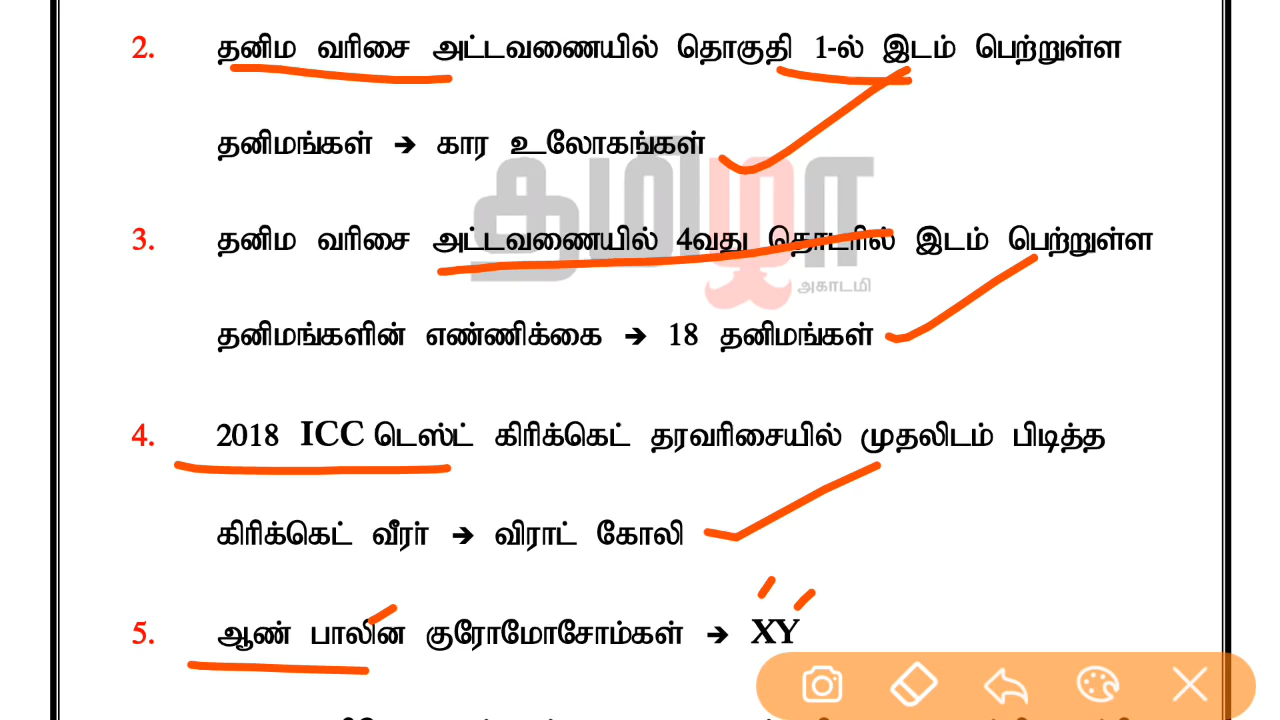 2. தனிம வரிசை அட்டவணையில் தொகுதி 1-ல் இடம் பெற்றுள்ள
தனிமங்கள் → கார உலோகங்கள்
தமிழா
3. தனிம வரிசை அட்டவணையில் 4வது தொடரில் இடம் பெற்றுள்ள
அகாடமி
தனிமங்களின் எண்ணிக்கை → 18 தனிமங்கள்
4. 2018 ICC டெஸ்ட் கிரிக்கெட் தரவரிசையில் முதலிடம் பிடித்த
கிரிக்கெட் வீரர் → விராட் கோலி
5. ஆண் பாலின குரோமோசோம்கள் → XY